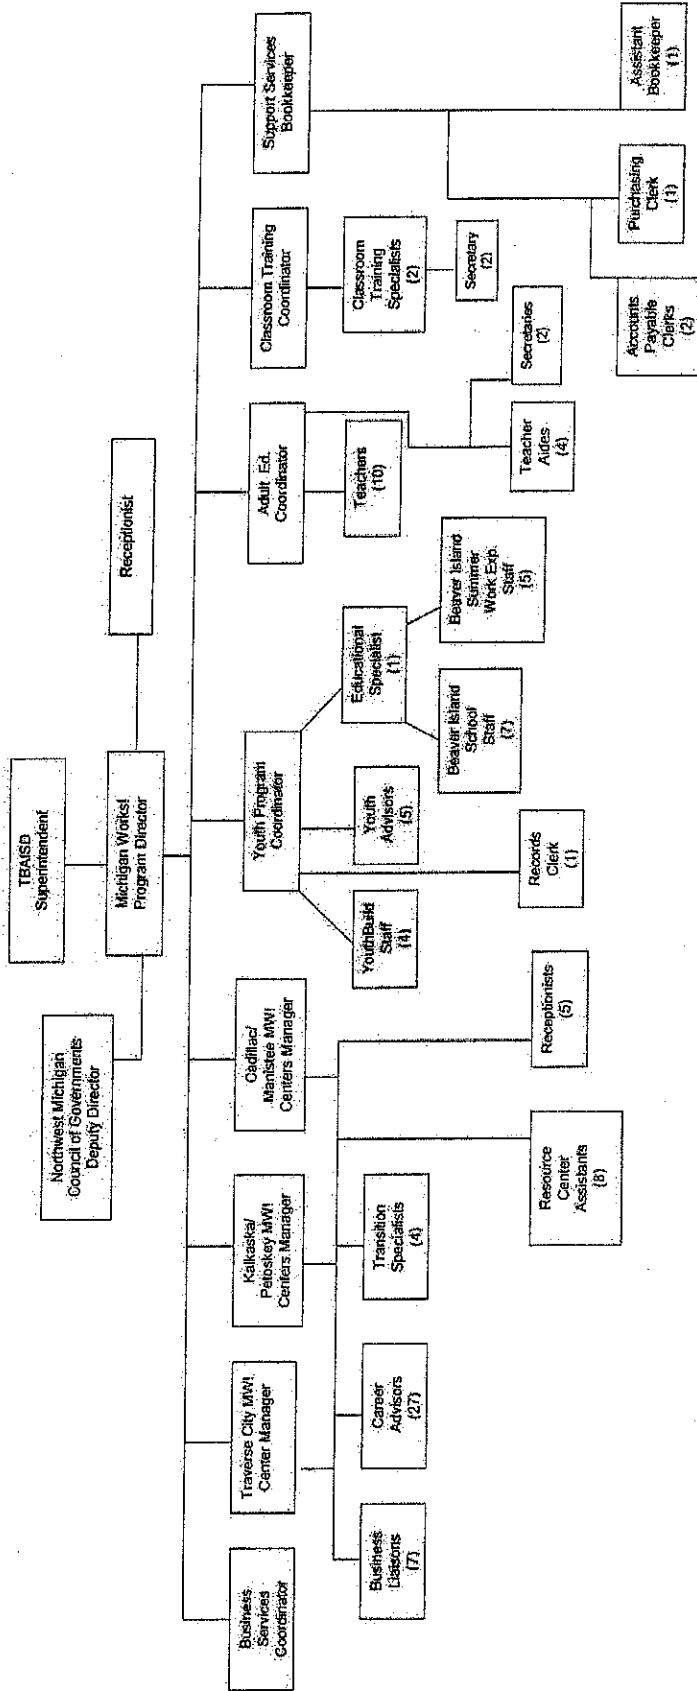 TBAISD
Superintendent
Northwest Michigan
Council of Governments
Deputy Director
Michigan Works!
Program Director
Receptionist
Business
Services
Coordinator
Traverse City MW!
Center Manager
Kalkaska/
Petoskey MW!
Centers Manager
Cadillac/
Manistee MW!
Centers Manager
Youth Program
Coordinator
Adult Ed.
Coordinator
Classroom Training
Coordinator
Support Services
Bookkeeper
Business
Liaisons
(7)
Career
Advisors
(27)
Transition
Specialists
(4)
YouthBuild
Staff
(4)
Youth
Advisors
(5)
Educational
Specialist
(1)
Teachers
(10)
Classroom
Training
Specialists
(2)
Beaver Island
School
Staff
(7)
Beaver Island
Summer
Work Exp.
Staff
(5)
Secretary
(2)
Resource
Center
Assistants
(8)
Receptionists
(5)
Records
Clerk
(1)
Teacher
Aides
(4)
Secretaries
(2)
Accounts
Payable
Clerks
(2)
Purchasing
Clerk
(1)
Assistant
Bookkeeper
(1)